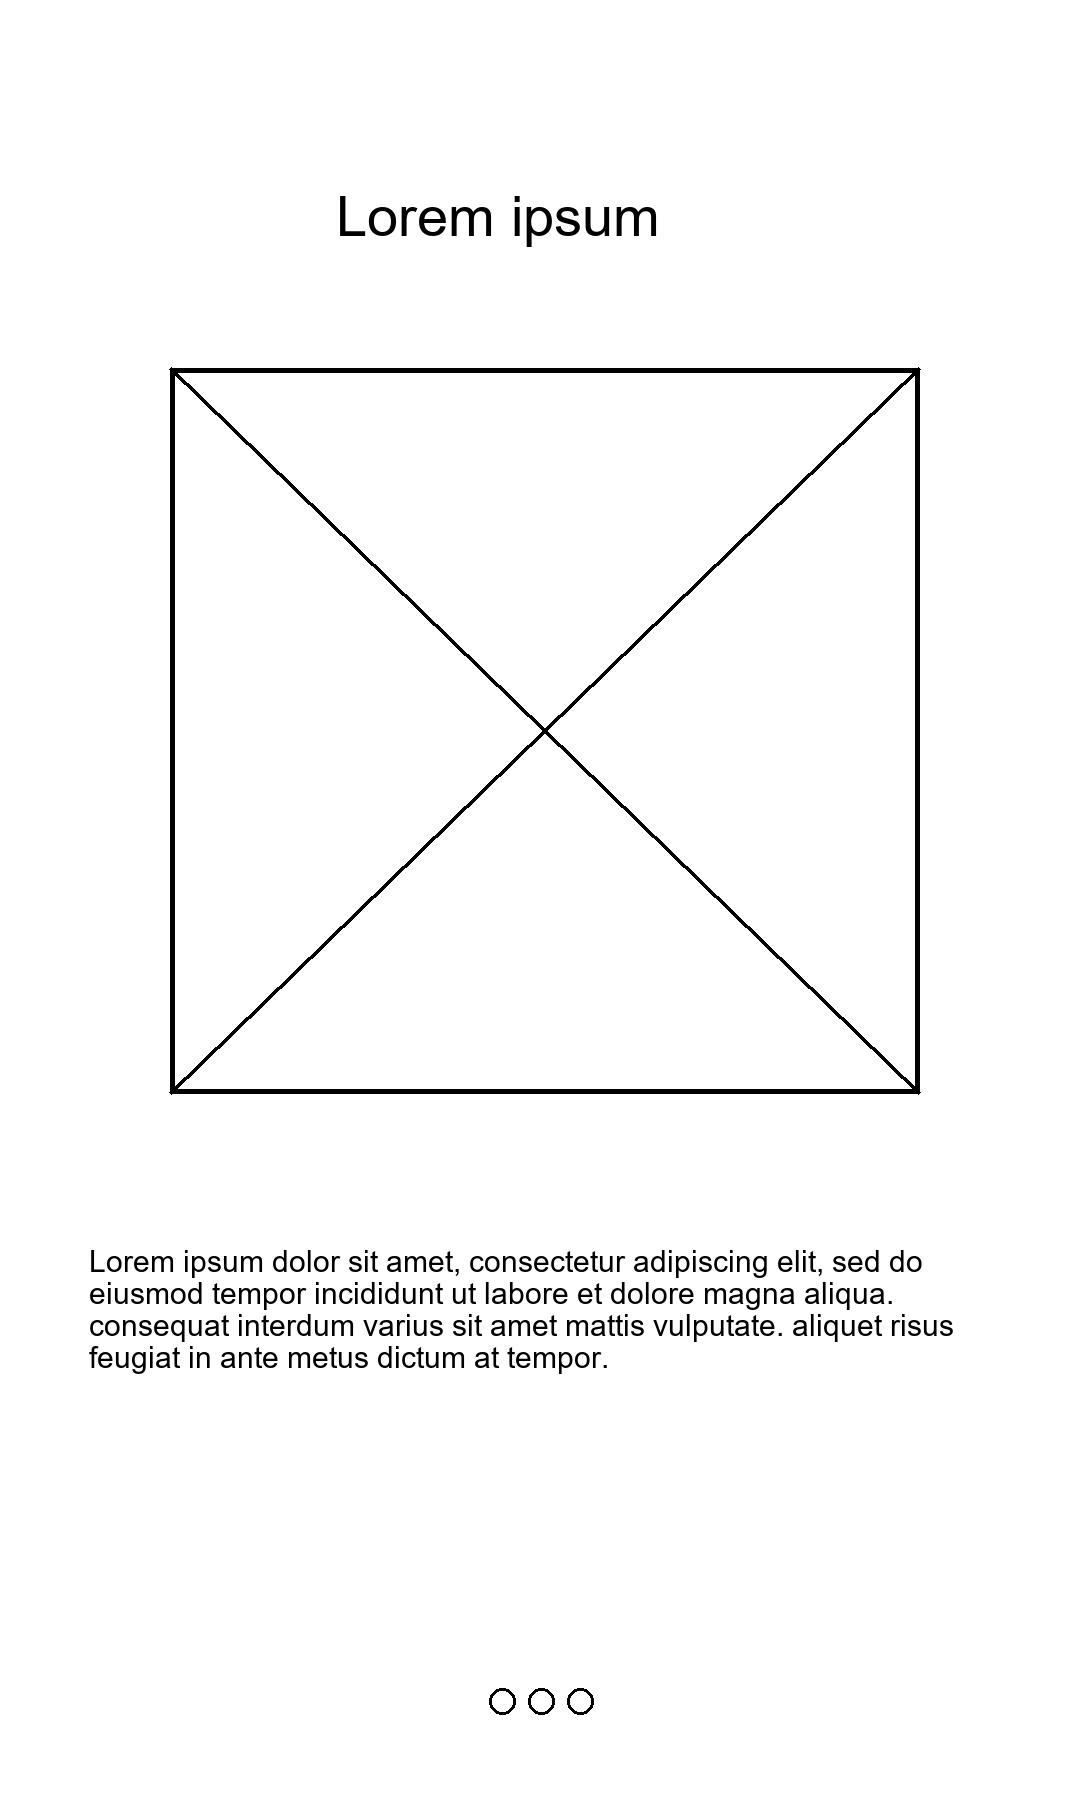 Lorem ipsum
Lorem ipsum dolor sit amet, consectetur adipiscing elit, sed do
eiusmod tempor incididunt ut labore et dolore magna aliqua.
consequat interdum varius sit amet mattis vulputate. aliquet risus
feugiat in ante metus dictum at tempor.